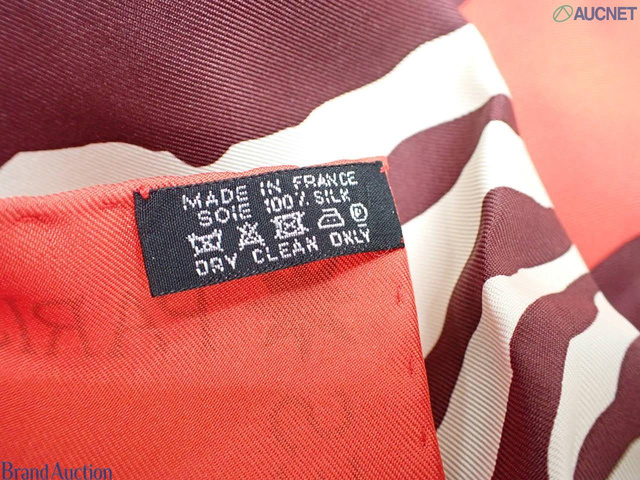 AUCNET
MADE IN FRANCE
SOIE 100% SILK
P
DRY CLEAN ONLY
Brand Auction